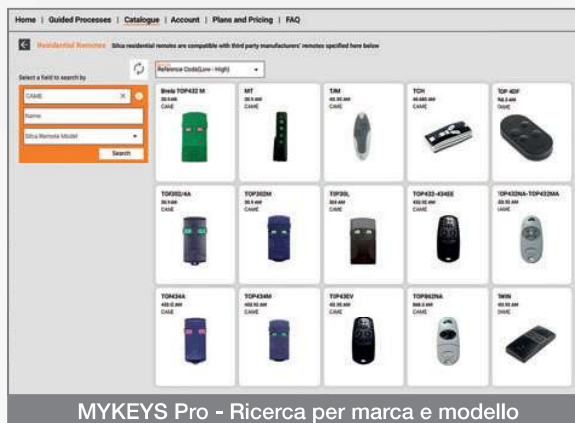 Home | Guided Processes | Catalogue | Account | Plans and Pricing | FAQ
Residential Remotes Silca residential remotes are compatible with third party manufacturers' remotes specified here below
Select a field to search by
Reference Code(Low - High)
CAME
Name
Silca Remote Model
Search
Brela TOP432 M
CAME
MT
CAME
TJM
CAME
TCH
CAME
TOP 4DF
CAME
TOP302/4A
CAME
TOP302M
CAME
TOP30L
CAME
TOP432-434EE
CAME
TOP432NA-TOP432MA
CAME
TOP434A
CAME
TOP434M
CAME
TOP43EV
CAME
TOP862NA
CAME
TWIN
CAME
MYKEYS Pro - Ricerca per marca e modello